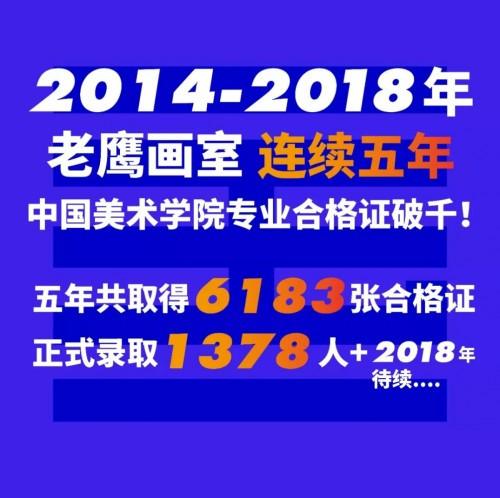 2014-2018年
老鹰画室 连续五年
中国美术学院专业合格证破千!
五年共取得6183张合格证
正式录取1378人+2018年
待续....